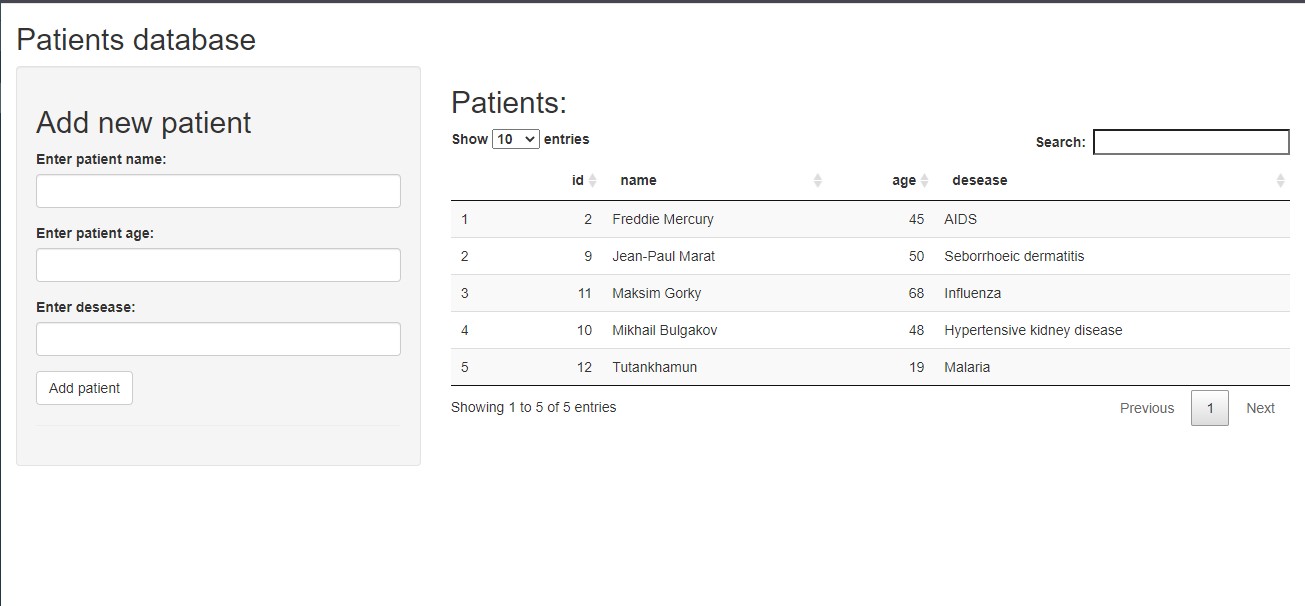 Patients database
Add new patient
Enter patient name:
Enter patient age:
Enter desease:
Add patient
Patients:
Show 10 entries
Search:
id name age desease
1 2 Freddie Mercury 45 AIDS
2 9 Jean-Paul Marat 50 Seborrhoeic dermatitis
3 11 Maksim Gorky 68 Influenza
4 10 Mikhail Bulgakov 48 Hypertensive kidney disease
5 12 Tutankhamun 19 Malaria
Showing 1 to 5 of 5 entries
Previous 1 Next